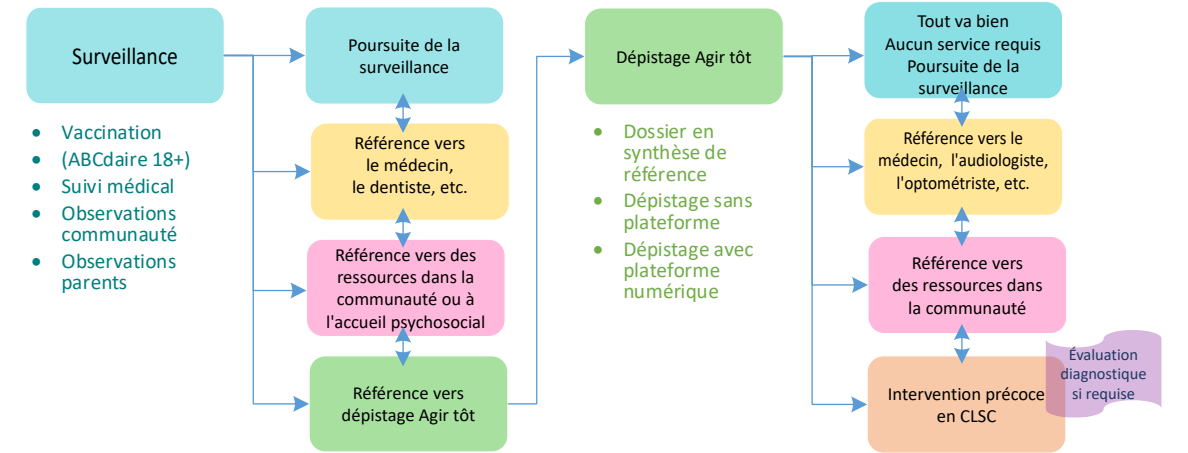 Surveillance
• Vaccination
• (ABCdaire 18+)
• Suivi médical
• Observations
communauté
• Observations
parents
Poursuite de la
surveillance
Référence vers
le médecin,
le dentiste, etc.
Référence vers des
ressources dans la
communauté ou à
l'accueil psychosocial
Référence vers
dépistage Agir tôt
Dépistage Agir tôt
• Dossier en
synthèse de
référence
• Dépistage sans
plateforme
• Dépistage avec
plateforme
numérique
Tout va bien
Aucun service requis
Poursuite de la
surveillance
Référence vers le
médecin, l'audiologiste,
l'optométriste, etc.
Référence vers
des ressources dans
la communauté
Intervention précoce
en CLSC
Évaluation
diagnostique
si requise